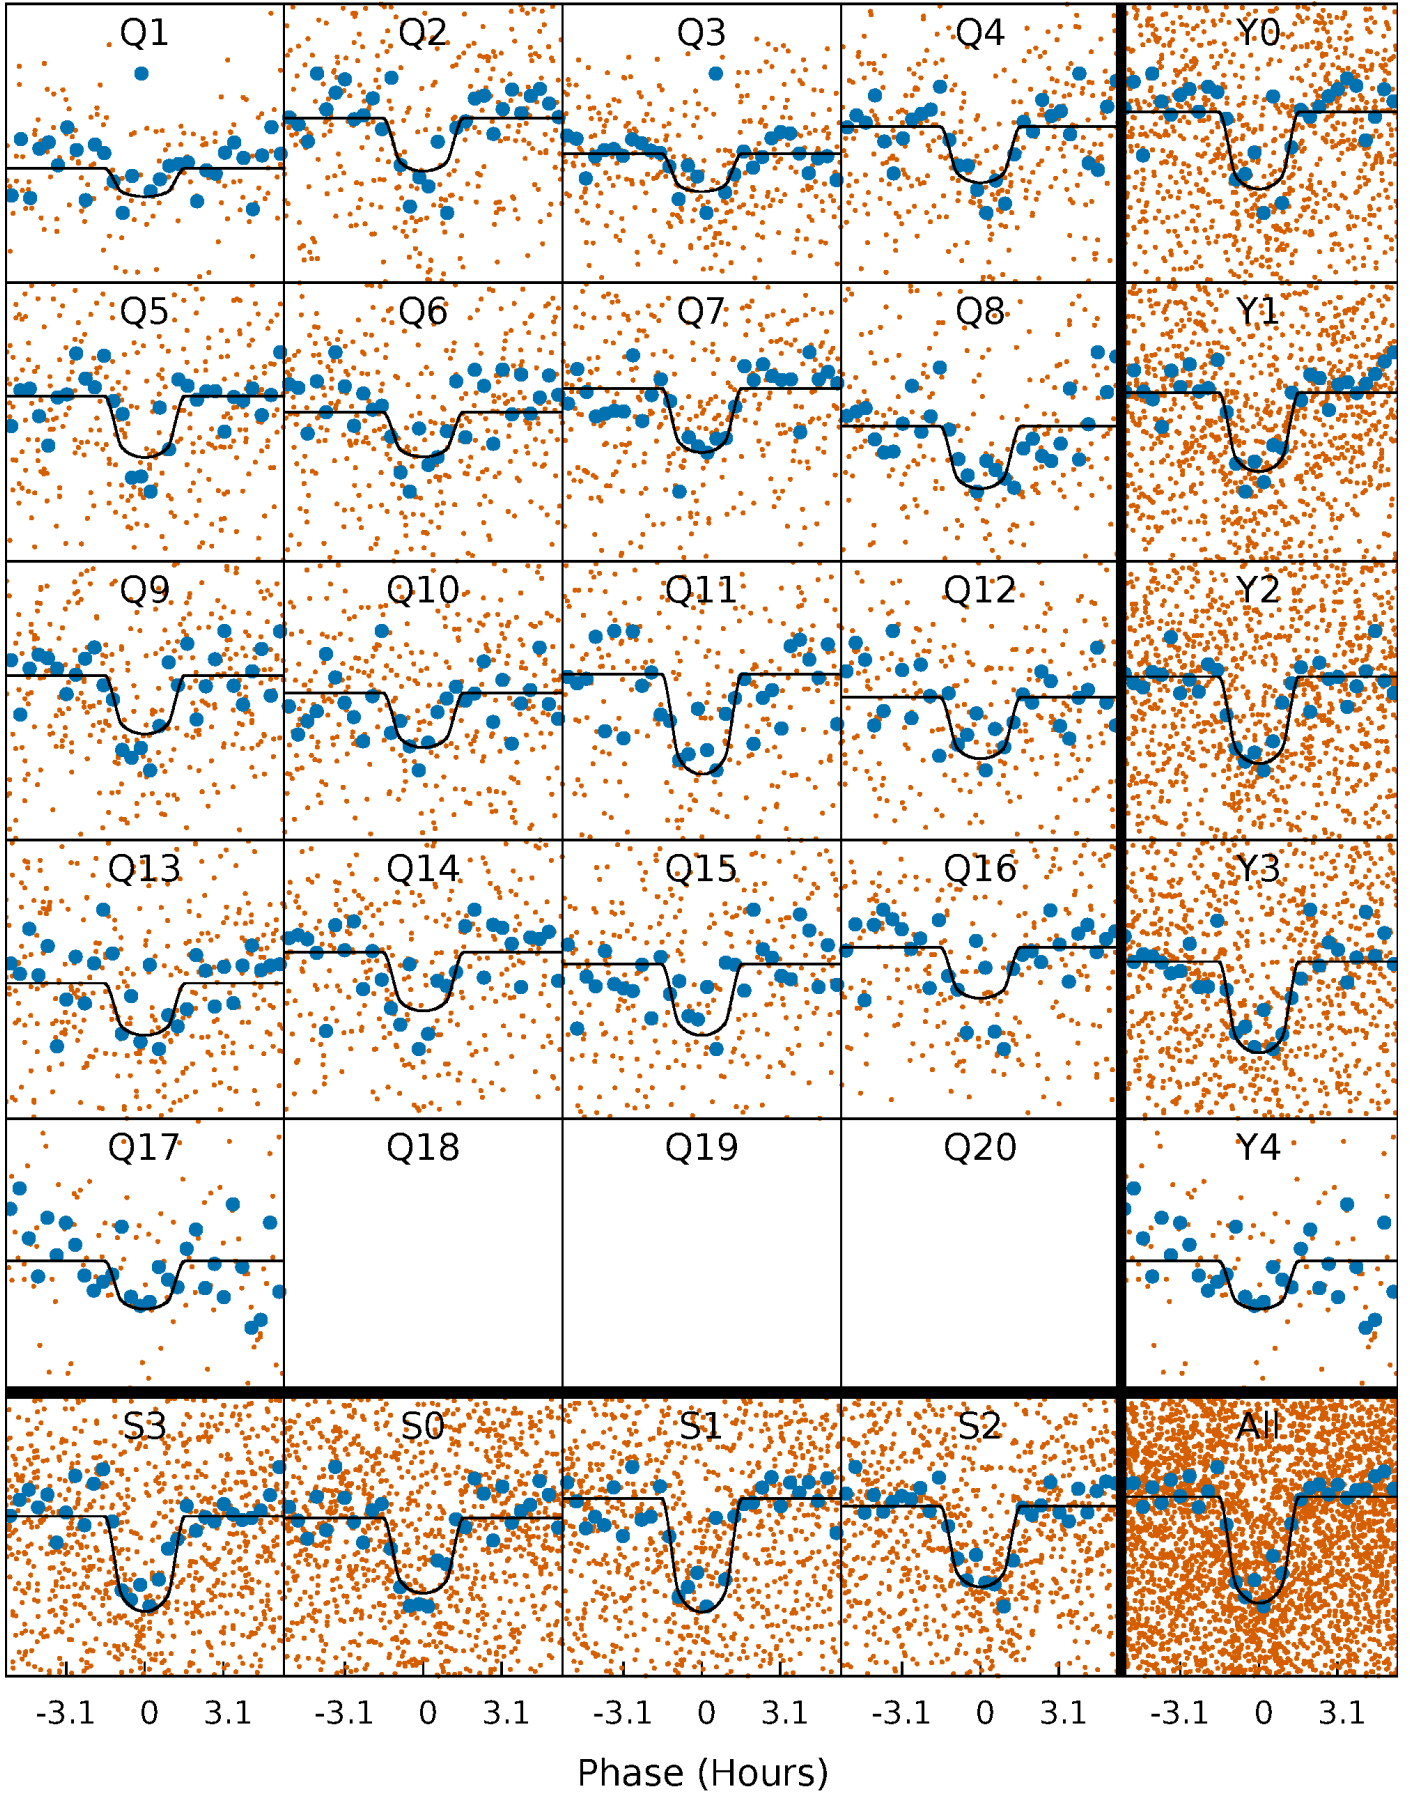 Q1 Q2 Q3 Q4 Y0
Q5 Q6 Q7 Q8 Y1
Q9 Q10 Q11 Q12 Y2
Q13 Q14 Q15 Q16 Y3
Q17 Q18 Q19 Q20 Y4
S3 S0 S1 S2 All
-3.1 0 3.1 -3.1 0 3.1 -3.1 0 3.1 -3.1 0 3.1 -3.1 0 3.1
Phase (Hours)